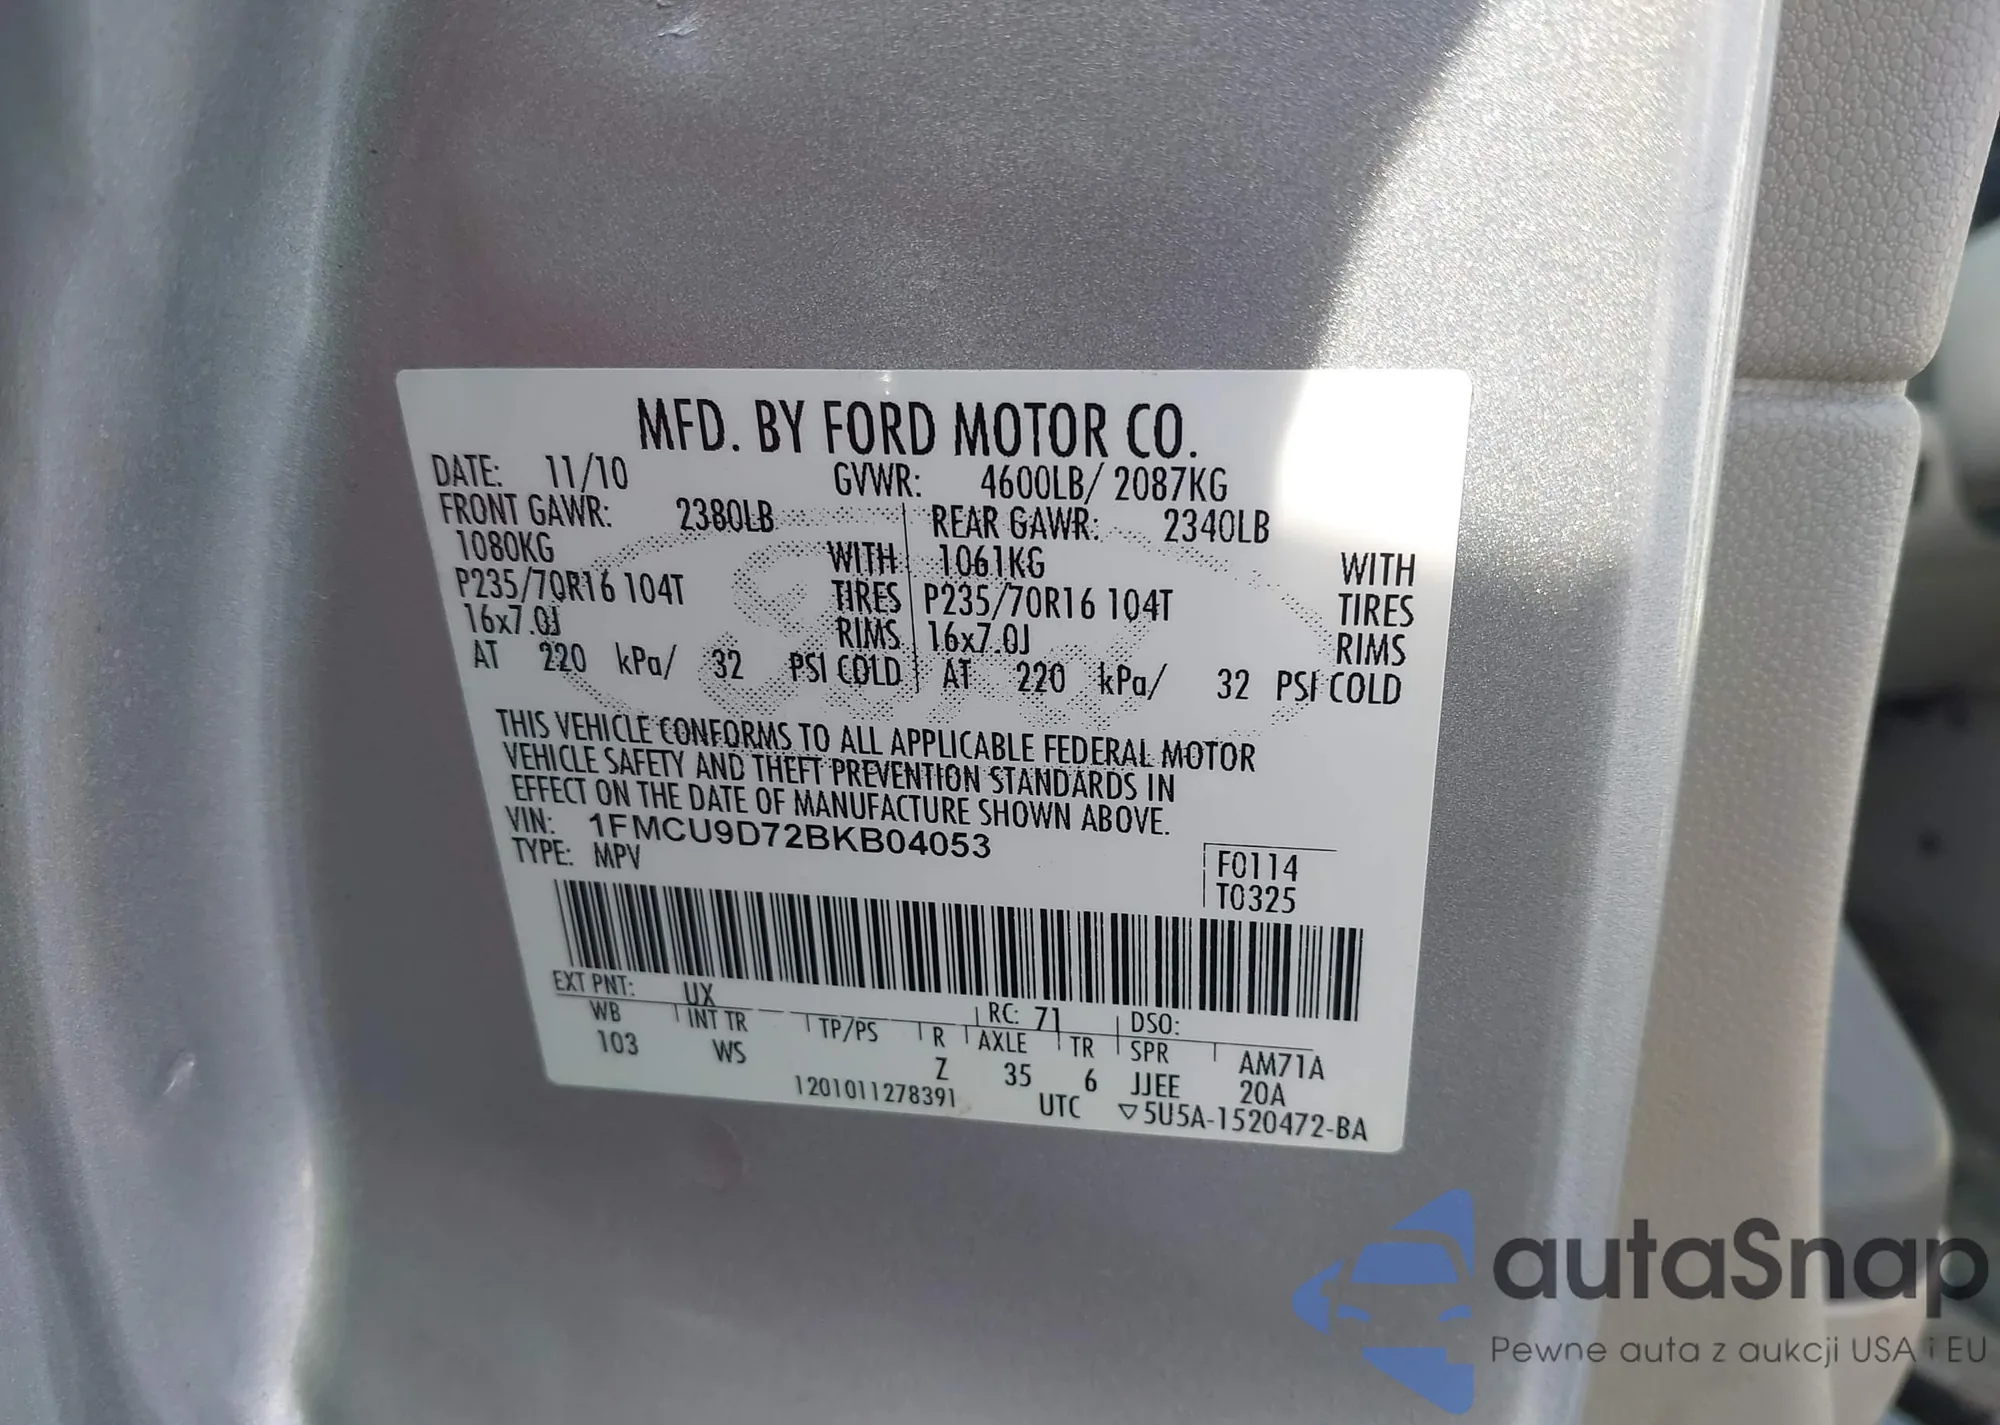 MFD. BY FORD MOTOR CO.
DATE: 11/10 GVWR: 4600LB/ 2087KG
FRONT GAWR: 2380LB REAR GAWR: 2340LB
1080KG WITH 1061KG WITH
P235/70R16 104T TIRES P235/70R16 104T TIRES
16x7.0J RIMS 16x7.0J RIMS
AT 220 kPa/ 32 PSI COLD AT 220 kPa/ 32 PSI COLD
THIS VEHICLE CONFORMS TO ALL APPLICABLE FEDERAL MOTOR
VEHICLE SAFETY AND THEFT PREVENTION STANDARDS IN
EFFECT ON THE DATE OF MANUFACTURE SHOWN ABOVE.
VIN: 1FMCU9D72BKB04053
TYPE: MPV
F0114
T0325
EXT PNT: UX RC: 71 DSO:
WB INT TR TP/PS R AXLE TR SPR AM71A
103 WS Z 35 6 JJEE 20A
1201011278391 UTC ▽5U5A-1520472-BA
autaSnap
Pewne auta z aukcji USA i EU